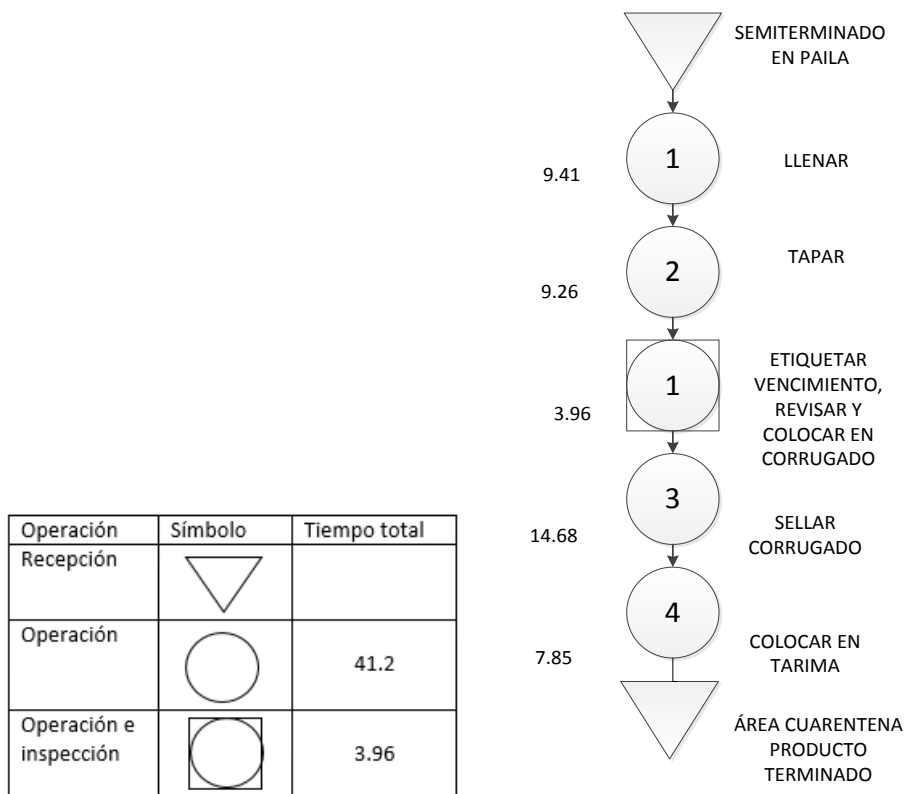 SEMITERMINADO
EN PAILA
1
LLENAR
9.41
2
TAPAR
9.26
1
ETIQUETAR
VENCIMIENTO,
REVISAR Y
COLOCAR EN
CORRUGADO
3.96
3
SELLAR
CORRUGADO
14.68
4
COLOCAR EN
TARIMA
7.85
ÁREA CUARENTENA
PRODUCTO
TERMINADO
Operación Símbolo Tiempo total
Recepción
Operación
41.2
Operación e
inspección
3.96